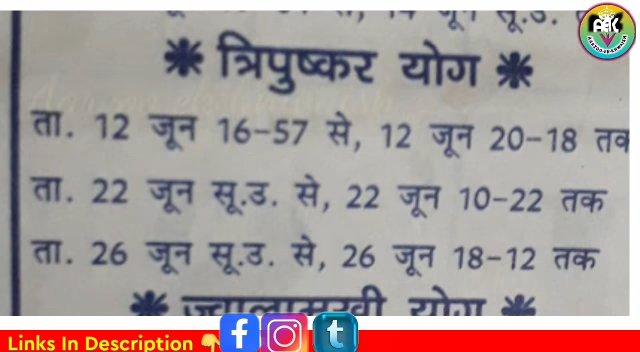 * त्रिपुष्कर योग *
ता. 12 जून 16-57 से, 12 जून 20-18 तक
ता. 22 जून सू.उ. से, 22 जून 10-22 तक
ता. 26 जून सू.उ. से, 26 जून 18-12 तक
* ज्वालामुखी योग *
Links In Description